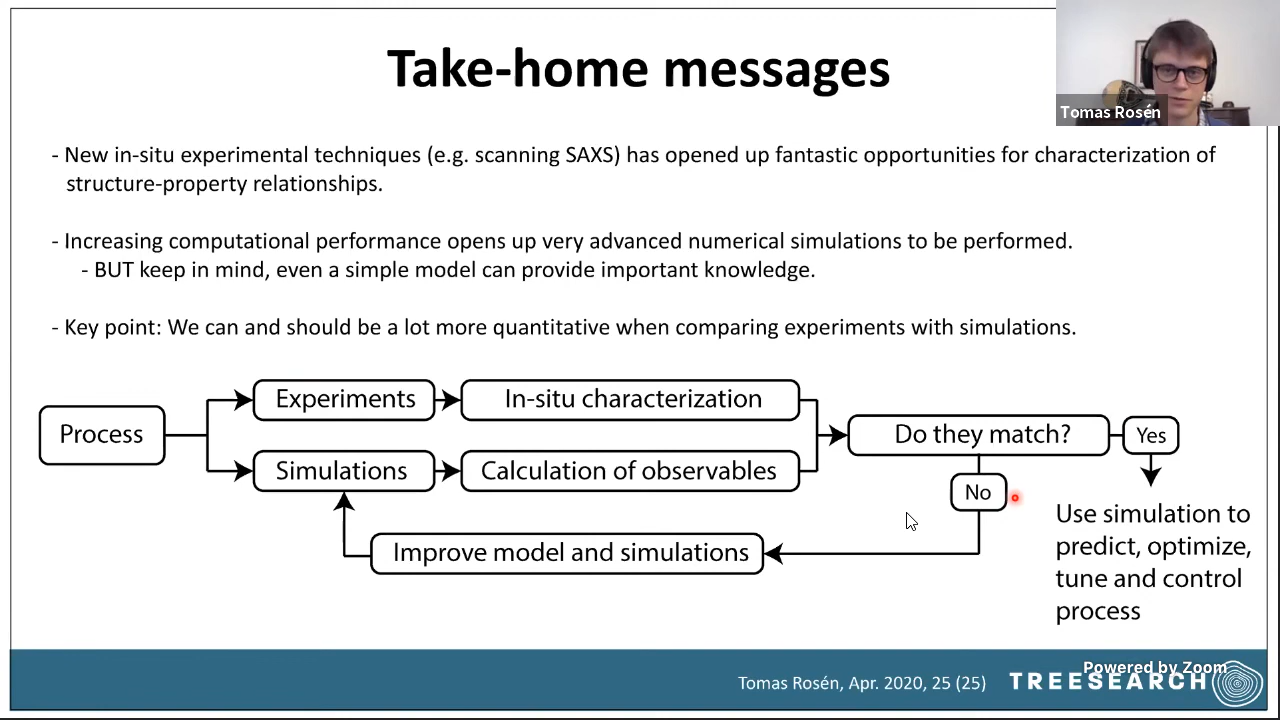 Take-home messages
Tomas Rosén
- New in-situ experimental techniques (e.g. scanning SAXS) has opened up fantastic opportunities for characterization of
structure-property relationships.
- Increasing computational performance opens up very advanced numerical simulations to be performed.
- BUT keep in mind, even a simple model can provide important knowledge.
- Key point: We can and should be a lot more quantitative when comparing experiments with simulations.
Process
Experiments
In-situ characterization
Simulations
Calculation of observables
Do they match?
Yes
No
Improve model and simulations
Use simulation to
predict, optimize,
tune and control
process
Tomas Rosén, Apr. 2020, 25 (25)
TREESEARCH
Powered by Zoom